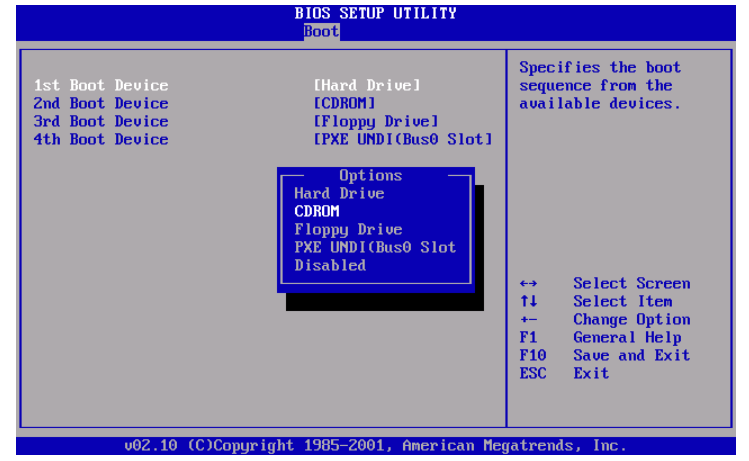 BIOS SETUP UTILITY
Boot
1st Boot Device [Hard Drive]
2nd Boot Device [CDROM]
3rd Boot Device [Floppy Drive]
4th Boot Device [PXE UNDI(Bus0 Slot]
Options
Hard Drive
CDROM
Floppy Drive
PXE UNDI(Bus0 Slot
Disabled
Specifies the boot
sequence from the
available devices.
↔ Select Screen
↑↓ Select Item
+- Change Option
F1 General Help
F10 Save and Exit
ESC Exit
v02.10 (C)Copyright 1985-2001, American Megatrends, Inc.